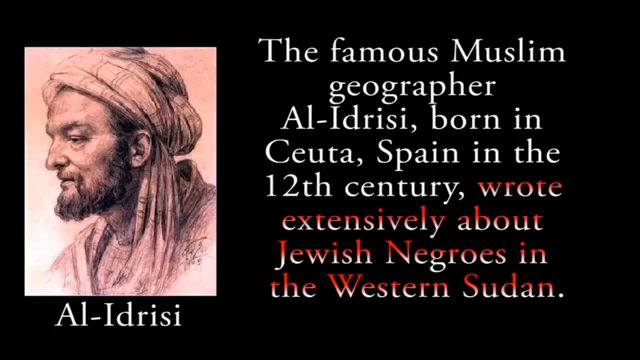 The famous Muslim
geographer
Al-Idrisi, born in
Ceuta, Spain in the
12th century, wrote
extensively about
Jewish Negroes in
the Western Sudan.
Al-Idrisi